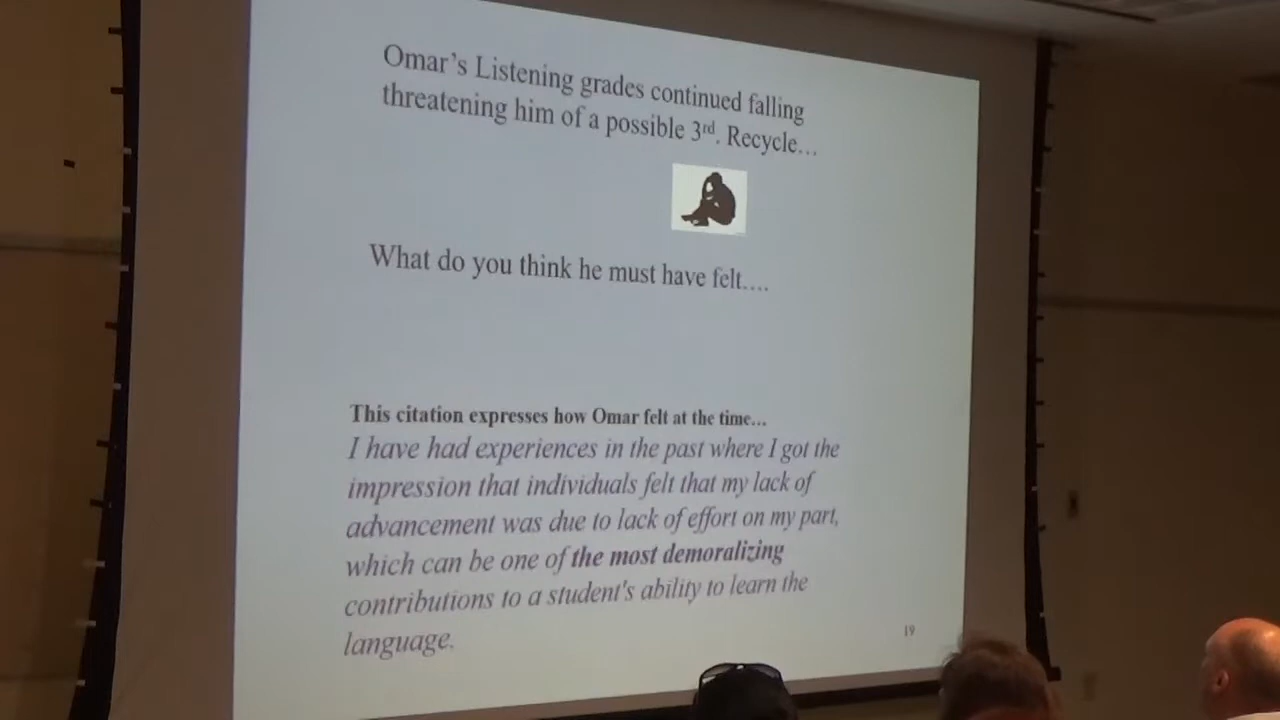 Omar's Listening grades continued falling
threatening him of a possible 3rd. Recycle...
What do you think he must have felt....
This citation expresses how Omar felt at the time...
I have had experiences in the past where I got the
impression that individuals felt that my lack of
advancement was due to lack of effort on my part,
which can be one of the most demoralizing
contributions to a student's ability to learn the
language.
19